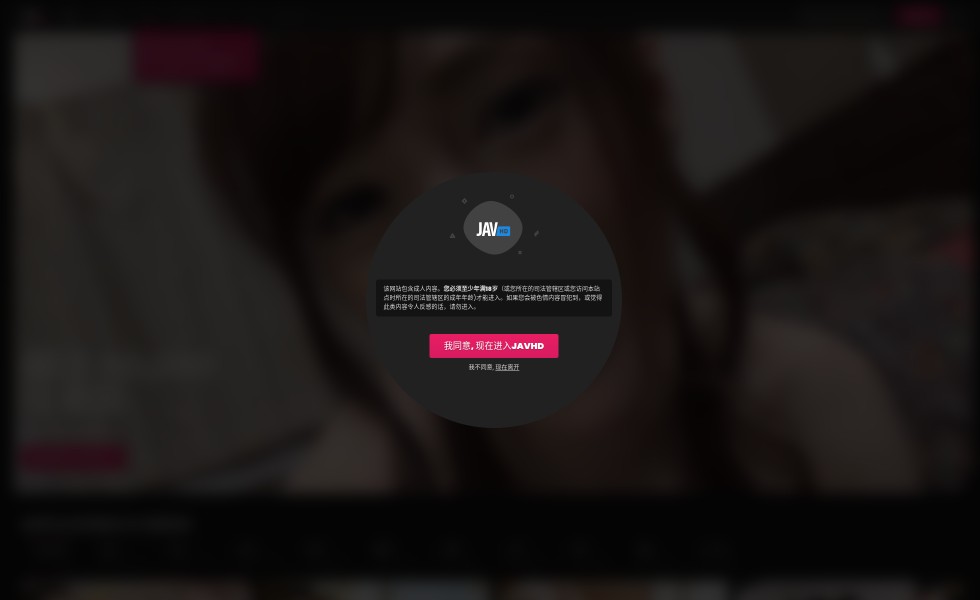 JAV HD
该网站包含成人内容。您必须至少年满18岁（或您所在的司法管辖区或您访问本站
点时所在的司法管辖区的成年年龄)才能进入。如果您会被色情内容冒犯到，或觉得
此类内容令人反感的话，请勿进入。
我同意, 现在进入JAVHD
我不同意, 现在离开